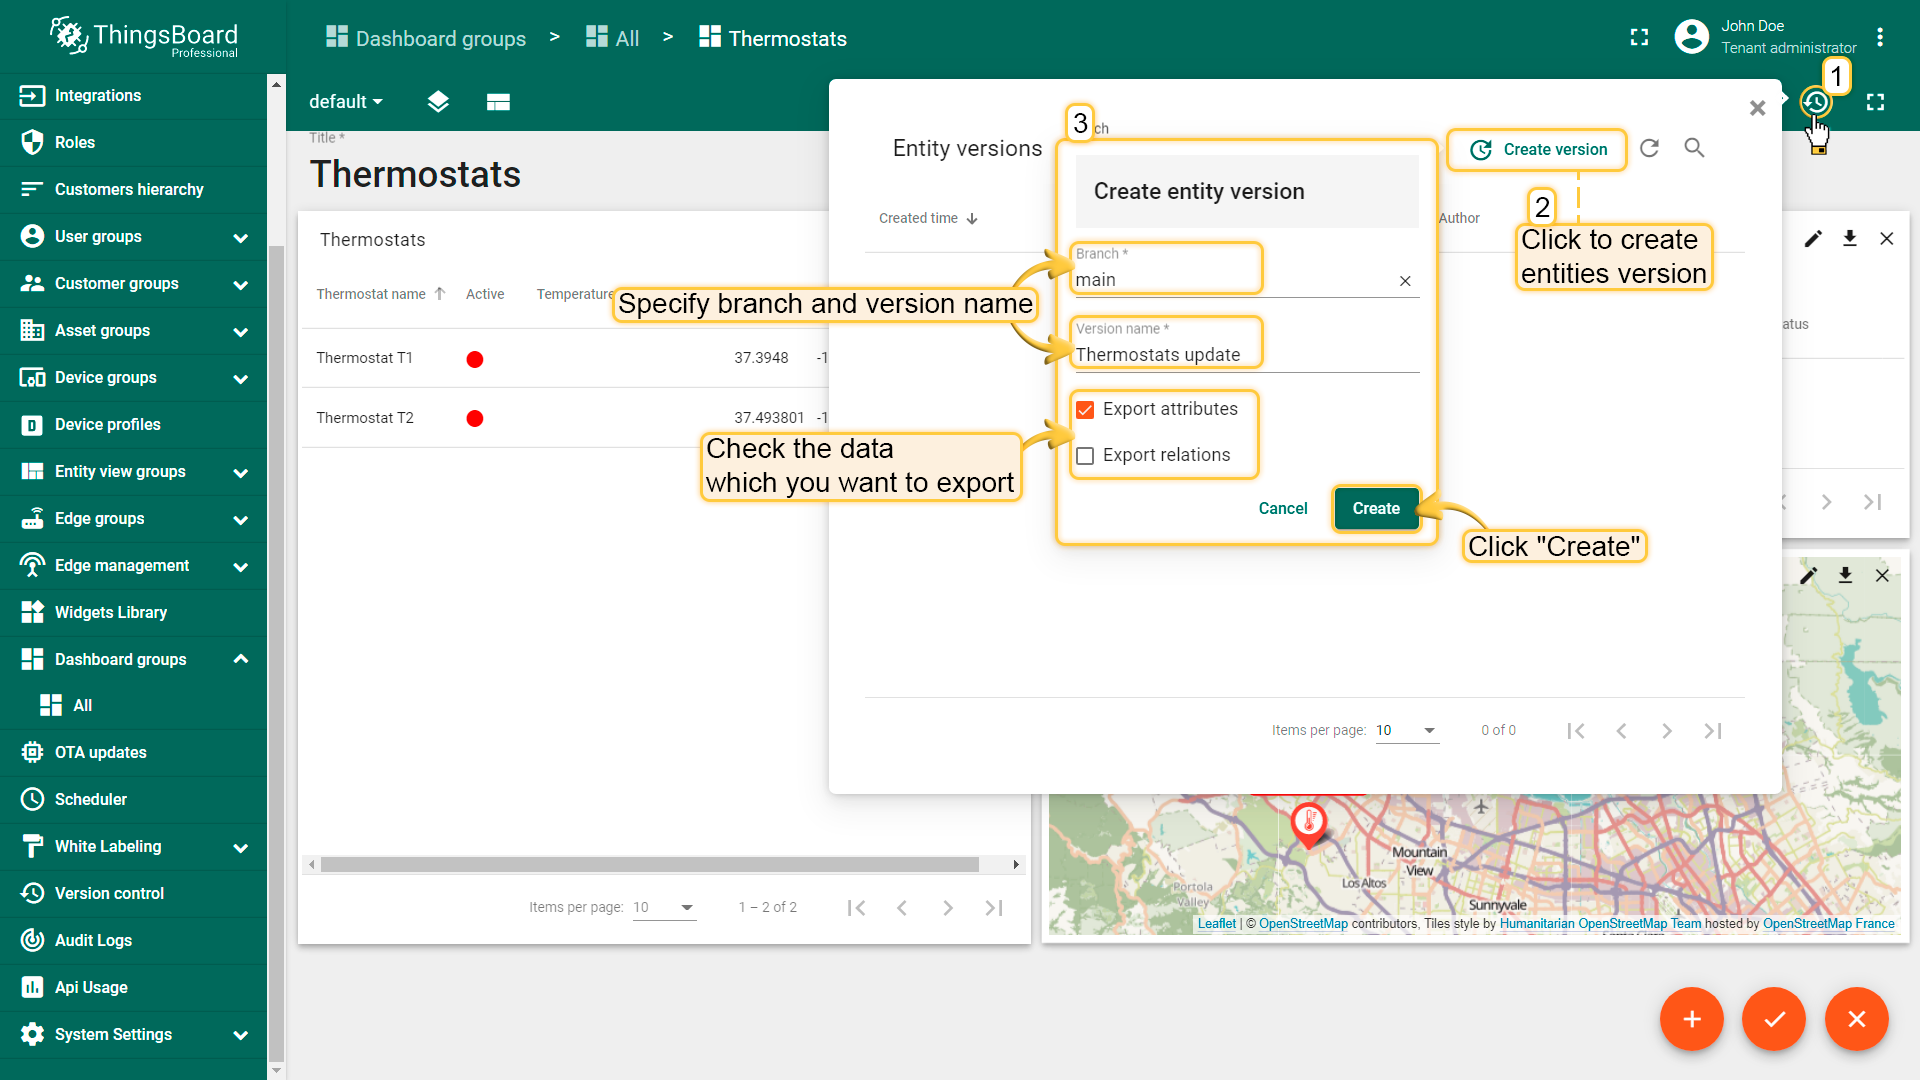 ThingsBoard
Professional
Dashboard groups > All > Thermostats
John Doe
Tenant administrator
1
default
Integrations
Roles
Customers hierarchy
User groups
Customer groups
Asset groups
Device groups
Device profiles
Entity view groups
Edge groups
Edge management
Widgets Library
Dashboard groups
All
OTA updates
Scheduler
White Labeling
Version control
Audit Logs
Api Usage
System Settings
Title *
Thermostats
Thermostats
Thermostat name
Active
Temperature
Thermostat T1
37.3948
-1
Thermostat T2
37.493801
-1
Items per page: 10
1 – 2 of 2
Entity versions
3
ch
Create version
Created time
Author
2
Click to create
entities version
Create entity version
Branch *
main
Specify branch and version name
Version name *
Thermostats update
Export attributes
Export relations
Check the data
which you want to export
Cancel
Create
Click "Create"
Items per page: 10
0 of 0
atus
Mountain
View
Los Altos
Portola
Valley
Sunnyvale
Leaflet | © OpenStreetMap contributors, Tiles style by Humanitarian OpenStreetMap Team hosted by OpenStreetMap France